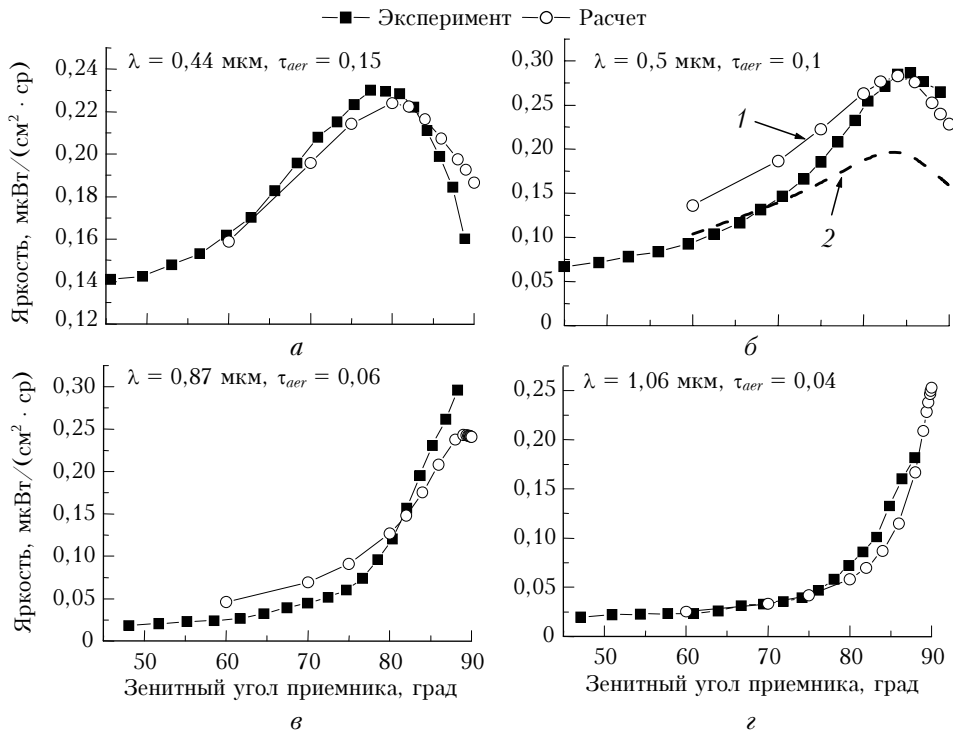 Эксперимент Расчет
λ = 0,44 мкм, τaer = 0,15
Яркость, мкВт/(см² · ср)
0,24
0,22
0,20
0,18
0,16
0,14
0,12
а
λ = 0,5 мкм, τaer = 0,1
0,30
0,25
0,20
0,15
0,10
0,05
0
1
2
б
λ = 0,87 мкм, τaer = 0,06
Яркость, мкВт/(см² · ср)
0,30
0,25
0,20
0,15
0,10
0,05
0
50 60 70 80 90
Зенитный угол приемника, град
в
λ = 1,06 мкм, τaer = 0,04
0,25
0,20
0,15
0,10
0,05
0
50 60 70 80 90
Зенитный угол приемника, град
г